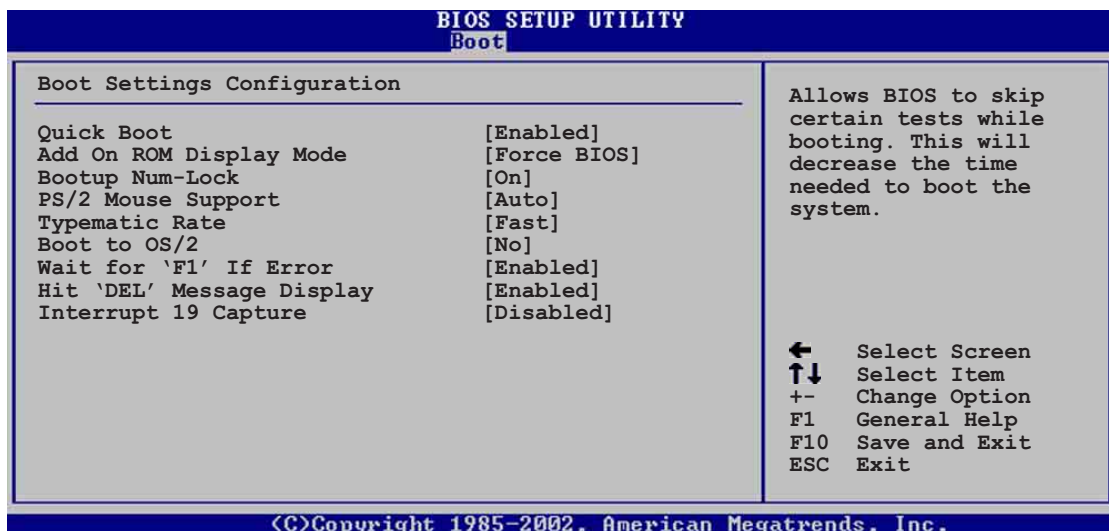 BIOS SETUP UTILITY
Boot
Boot Settings Configuration
Quick Boot [Enabled]
Add On ROM Display Mode [Force BIOS]
Bootup Num-Lock [On]
PS/2 Mouse Support [Auto]
Typematic Rate [Fast]
Boot to OS/2 [No]
Wait for ‘F1’ If Error [Enabled]
Hit ‘DEL’ Message Display [Enabled]
Interrupt 19 Capture [Disabled]
Allows BIOS to skip
certain tests while
booting. This will
decrease the time
needed to boot the
system.
← Select Screen
↑↓ Select Item
+- Change Option
F1 General Help
F10 Save and Exit
ESC Exit
(C)Copyright 1985-2002, American Megatrends, Inc.